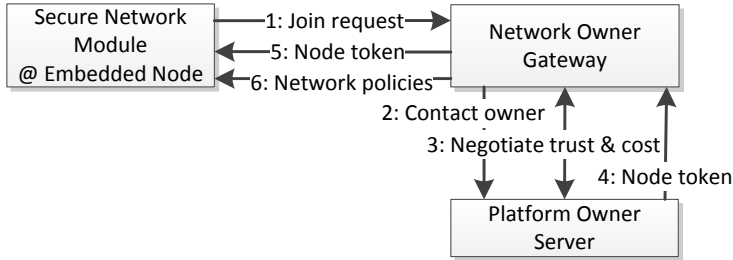 Secure Network
Module
@ Embedded Node
1: Join request
5: Node token
6: Network policies
Network Owner
Gateway
2: Contact owner
3: Negotiate trust & cost
4: Node token
Platform Owner
Server